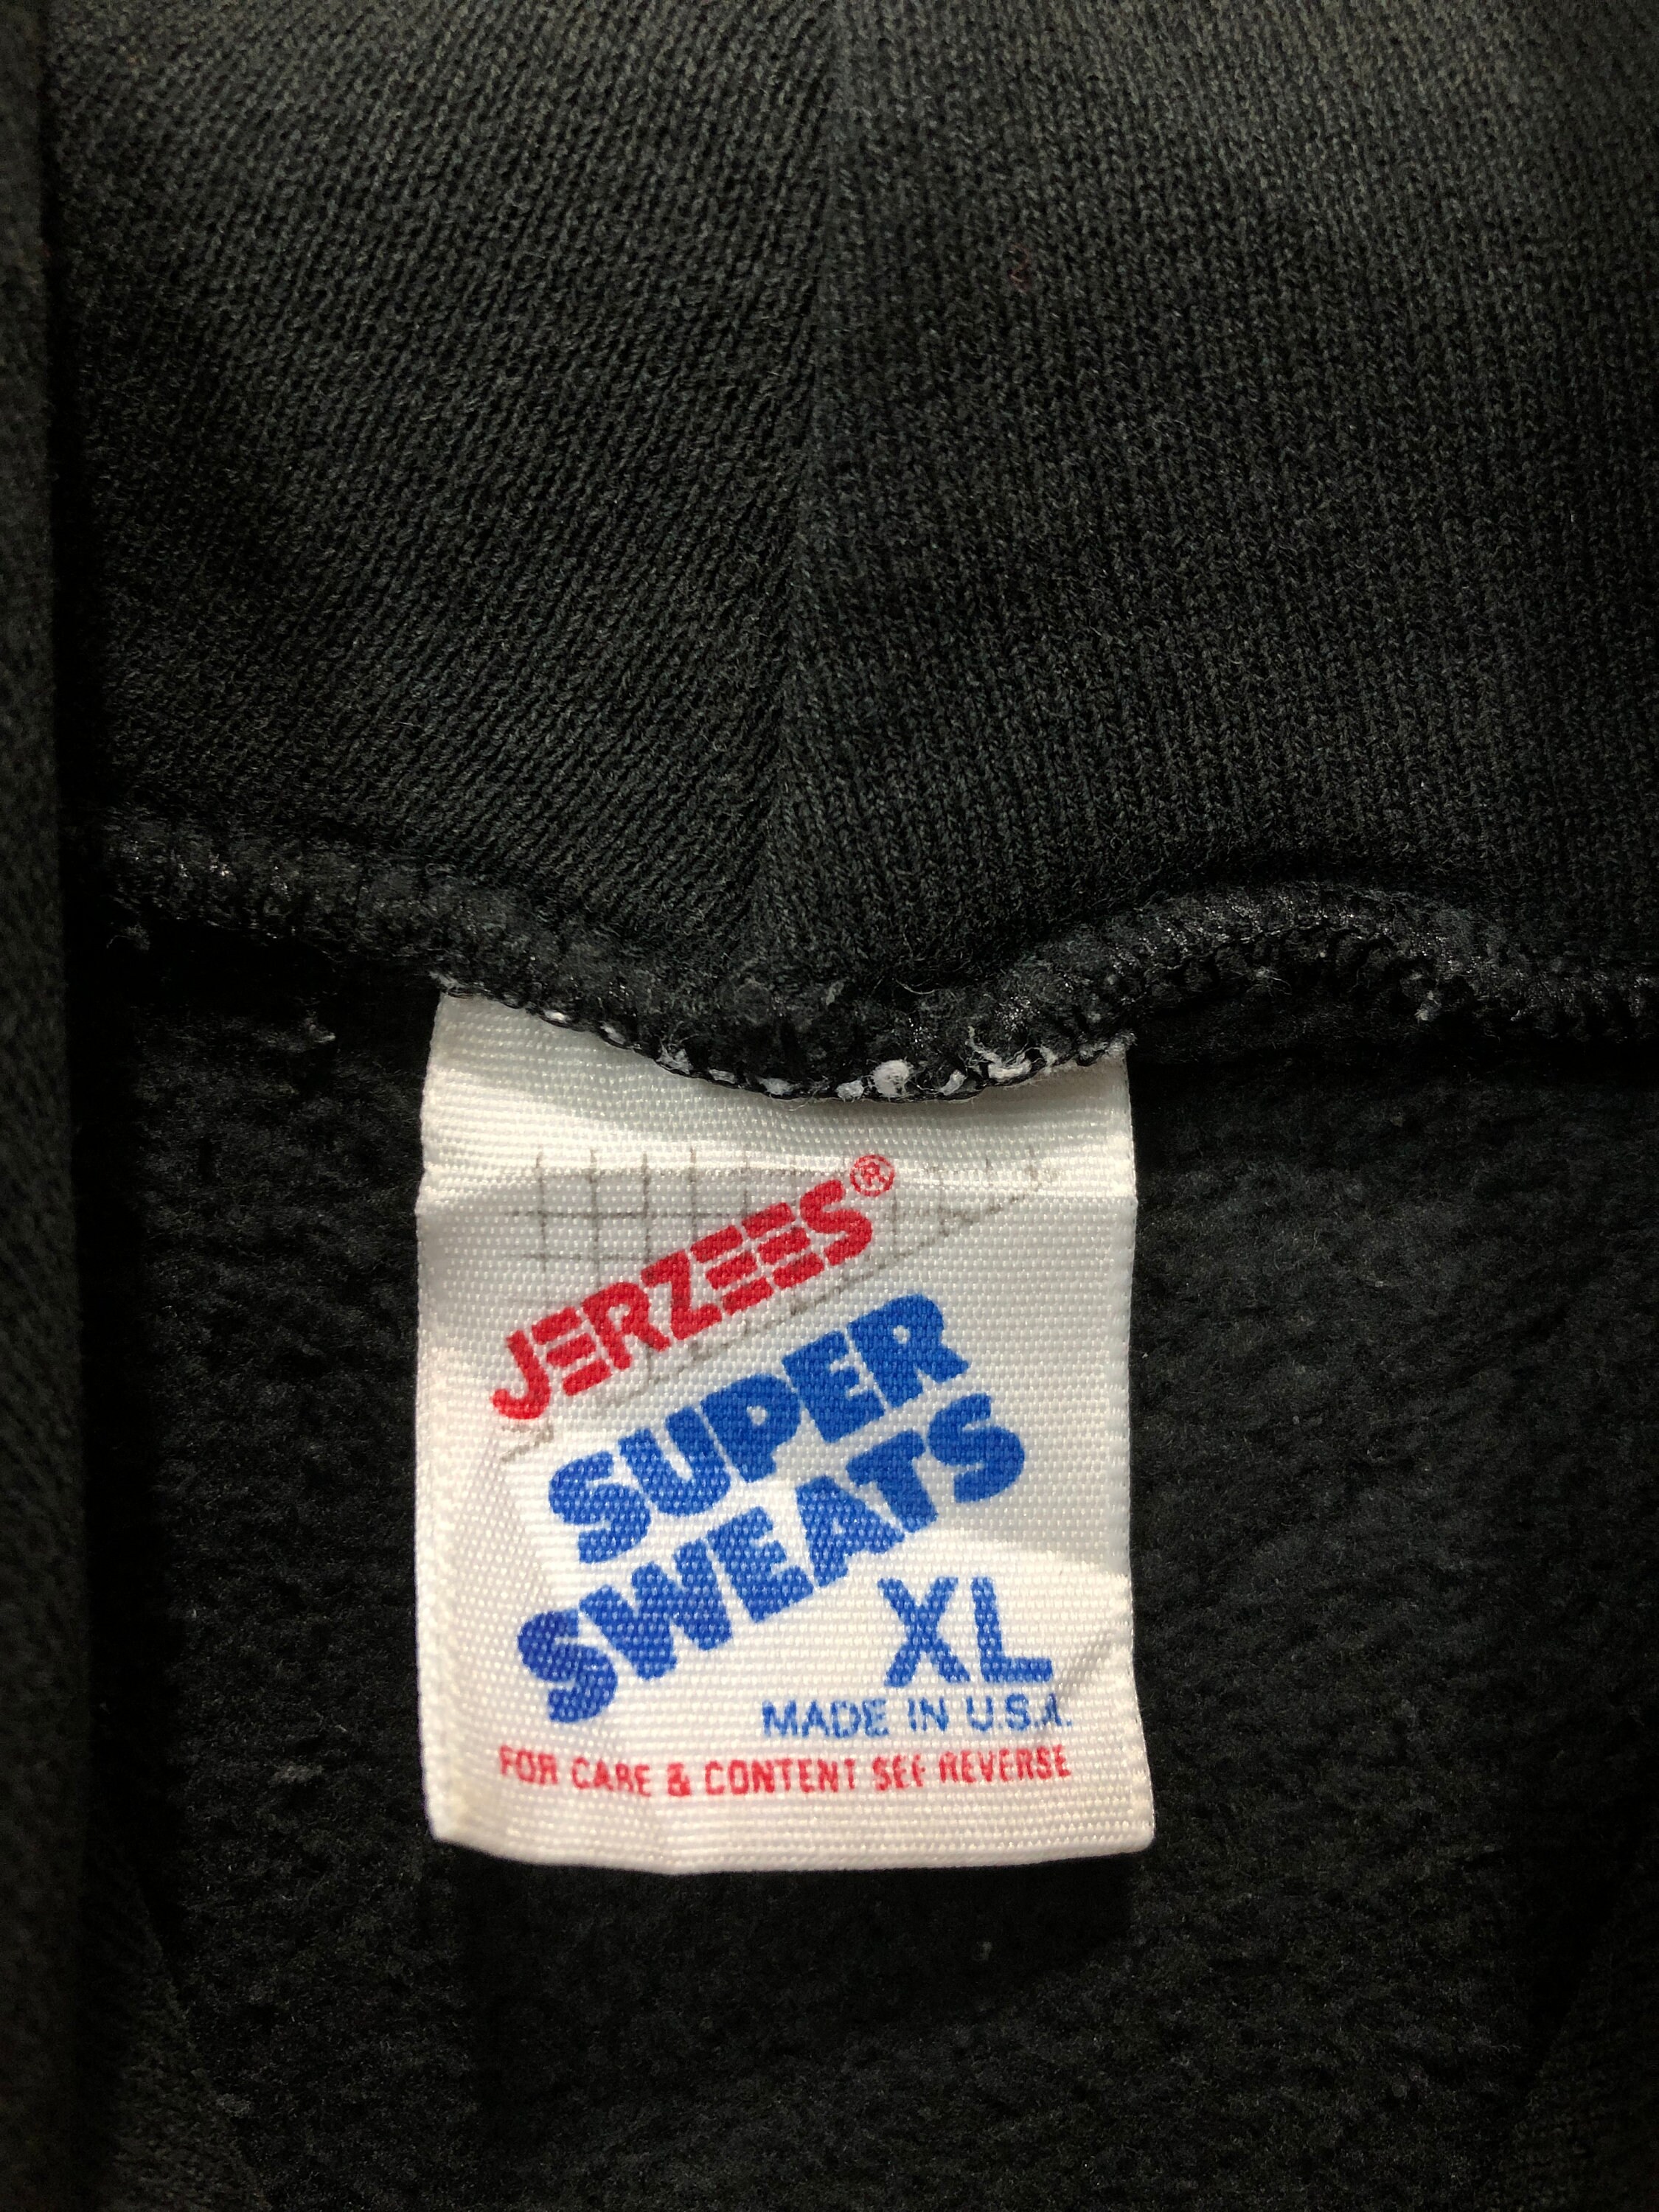 JERZEES®
SUPER
SWEATS
XL
MADE IN U.S.A.
FOR CARE & CONTENT SEE REVERSE